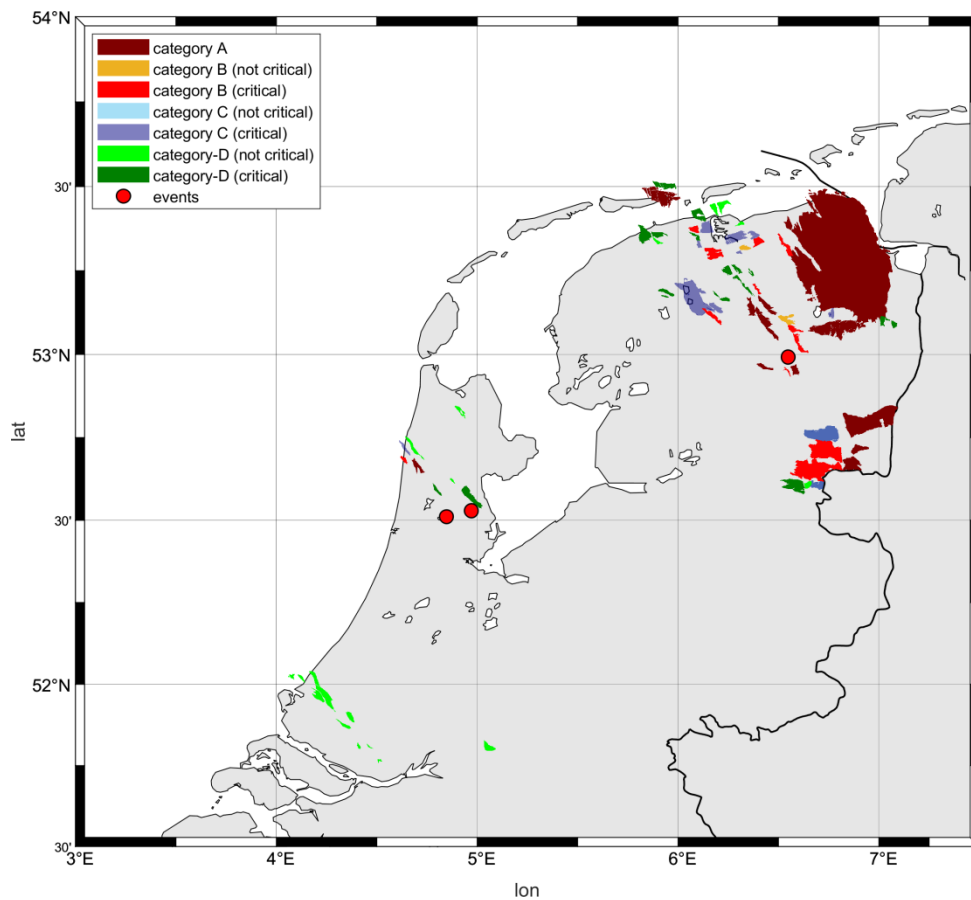 54°N
category A
category B (not critical)
category B (critical)
category C (not critical)
category C (critical)
category-D (not critical)
category-D (critical)
events
30'
53°N
lat
30'
52°N
30'
3°E
4°E
5°E
6°E
7°E
lon